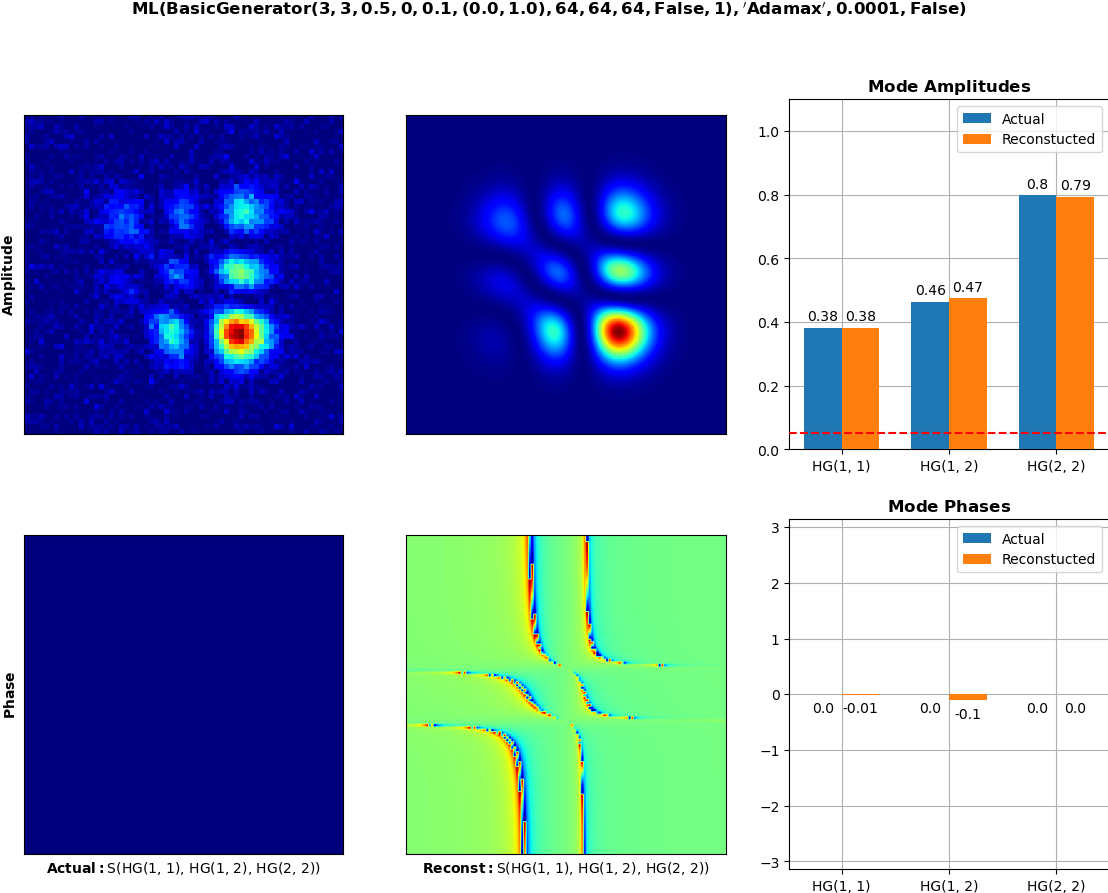 ML(BasicGenerator(3, 3, 0.5, 0, 0.1, (0.0, 1.0), 64, 64, 64, False, 1), ′Adamax′, 0.0001, False)
Amplitude
Mode Amplitudes
Actual
Reconstucted
1.0
0.8
0.6
0.4
0.2
0.0
0.38
0.38
0.46
0.47
0.8
0.79
HG(1, 1)
HG(1, 2)
HG(2, 2)
Phase
Actual: S(HG(1, 1), HG(1, 2), HG(2, 2))
Reconst: S(HG(1, 1), HG(1, 2), HG(2, 2))
Mode Phases
Actual
Reconstucted
3
2
1
0
−1
−2
−3
0.0
-0.01
0.0
-0.1
0.0
0.0
HG(1, 1)
HG(1, 2)
HG(2, 2)